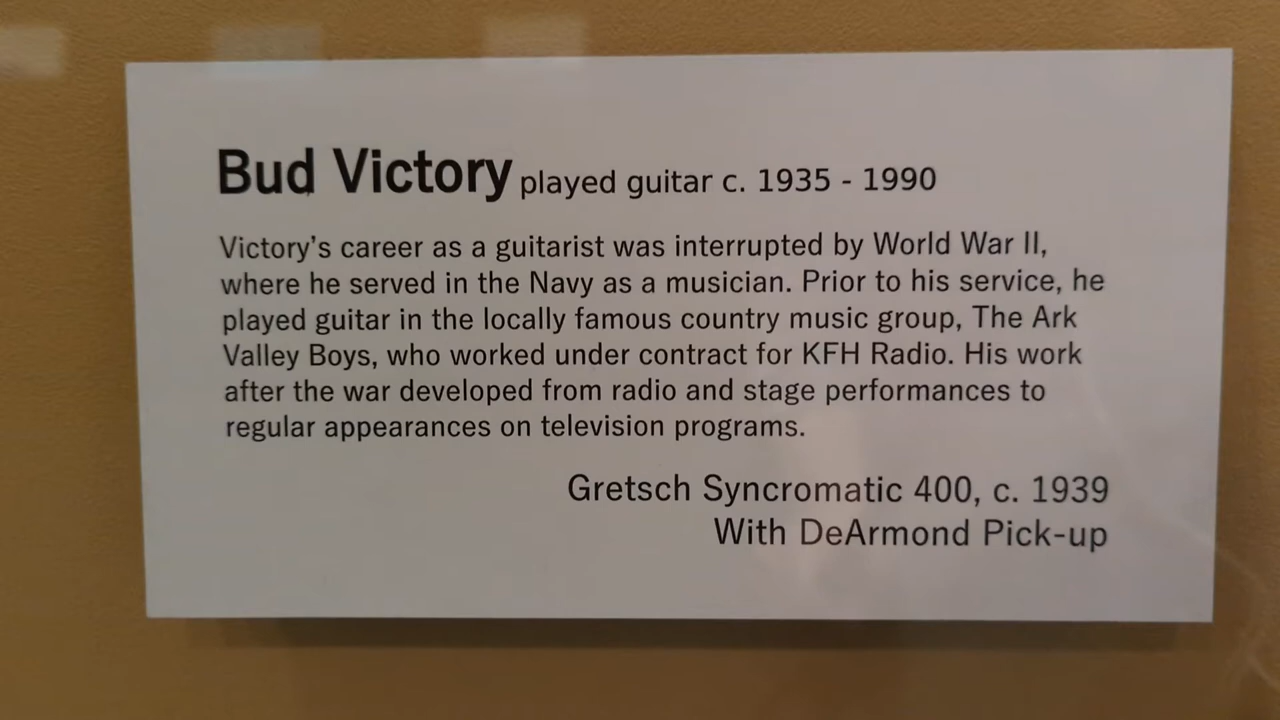 Bud Victory played guitar c. 1935 - 1990
Victory's career as a guitarist was interrupted by World War II,
where he served in the Navy as a musician. Prior to his service, he
played guitar in the locally famous country music group, The Ark
Valley Boys, who worked under contract for KFH Radio. His work
after the war developed from radio and stage performances to
regular appearances on television programs.
Gretsch Syncromatic 400, c. 1939
With DeArmond Pick-up